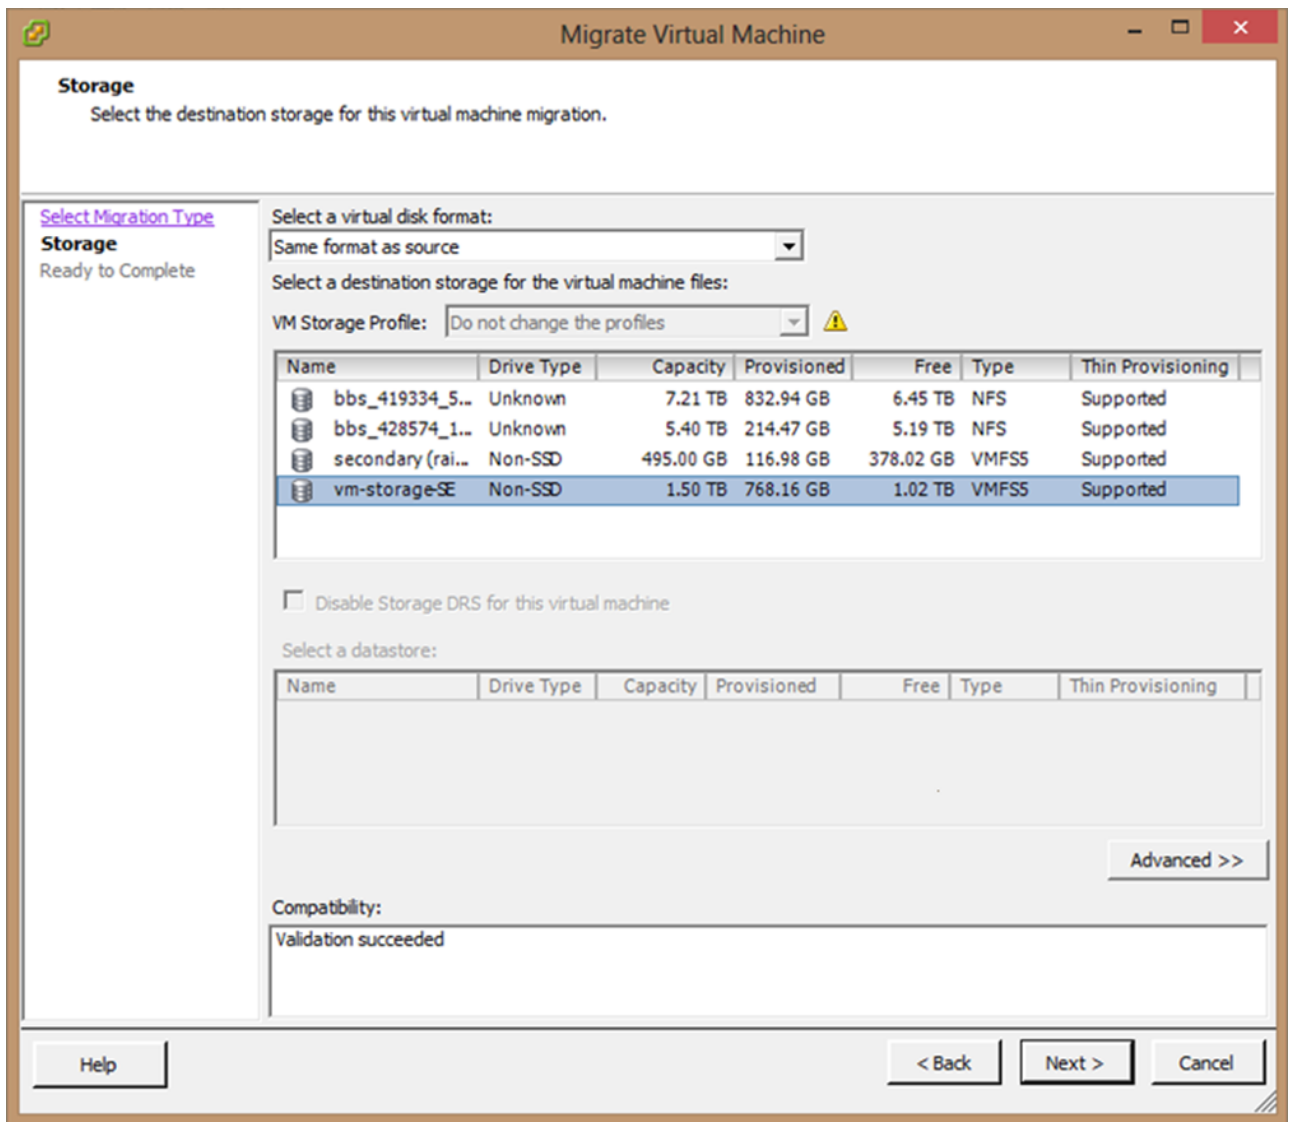 Migrate Virtual Machine
Storage
Select the destination storage for this virtual machine migration.
Select Migration Type
Storage
Ready to Complete
Select a virtual disk format:
Same format as source
Select a destination storage for the virtual machine files:
VM Storage Profile: Do not change the profiles
Name Drive Type Capacity Provisioned Free Type Thin Provisioning
bbs_419334_5... Unknown 7.21 TB 832.94 GB 6.45 TB NFS Supported
bbs_428574_1... Unknown 5.40 TB 214.47 GB 5.19 TB NFS Supported
secondary (rai... Non-SSD 495.00 GB 116.98 GB 378.02 GB VMFS5 Supported
vm-storage-SE Non-SSD 1.50 TB 768.16 GB 1.02 TB VMFS5 Supported
Disable Storage DRS for this virtual machine
Select a datastore:
Name Drive Type Capacity Provisioned Free Type Thin Provisioning
Advanced >>
Compatibility:
Validation succeeded
Help < Back Next > Cancel